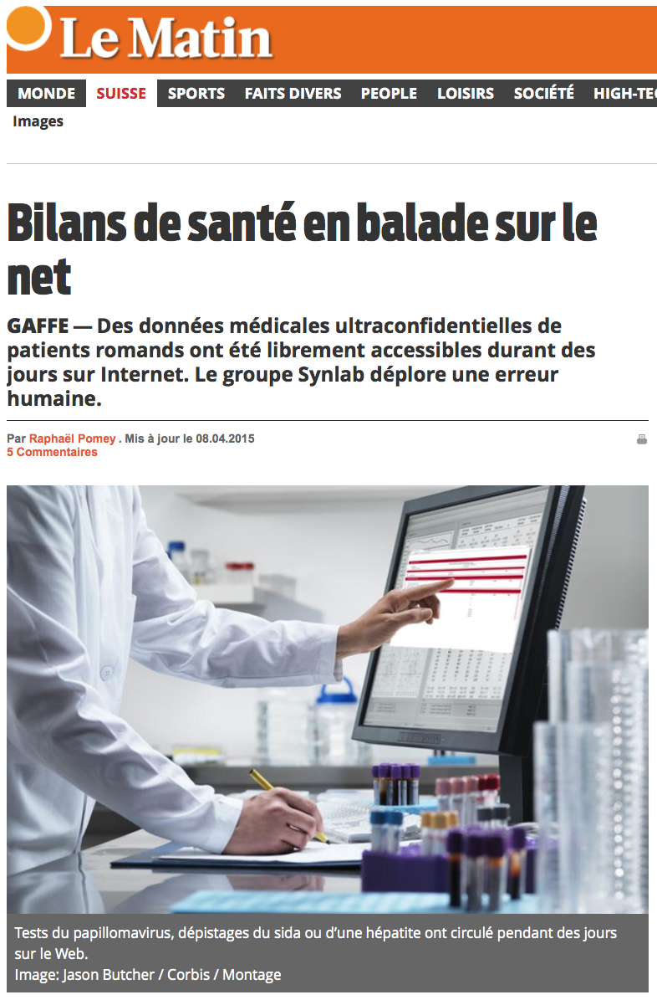 Le Matin
MONDE SUISSE SPORTS FAITS DIVERS PEOPLE LOISIRS SOCIÉTÉ HIGH-TEC
Images
Bilans de santé en balade sur le
net
GAFFE — Des données médicales ultraconfidentielles de
patients romands ont été librement accessibles durant des
jours sur Internet. Le groupe Synlab déplore une erreur
humaine.
Par Raphaël Pomey . Mis à jour le 08.04.2015
5 Commentaires
Tests du papillomavirus, dépistages du sida ou d’une hépatite ont circulé pendant des jours
sur le Web.
Image: Jason Butcher / Corbis / Montage